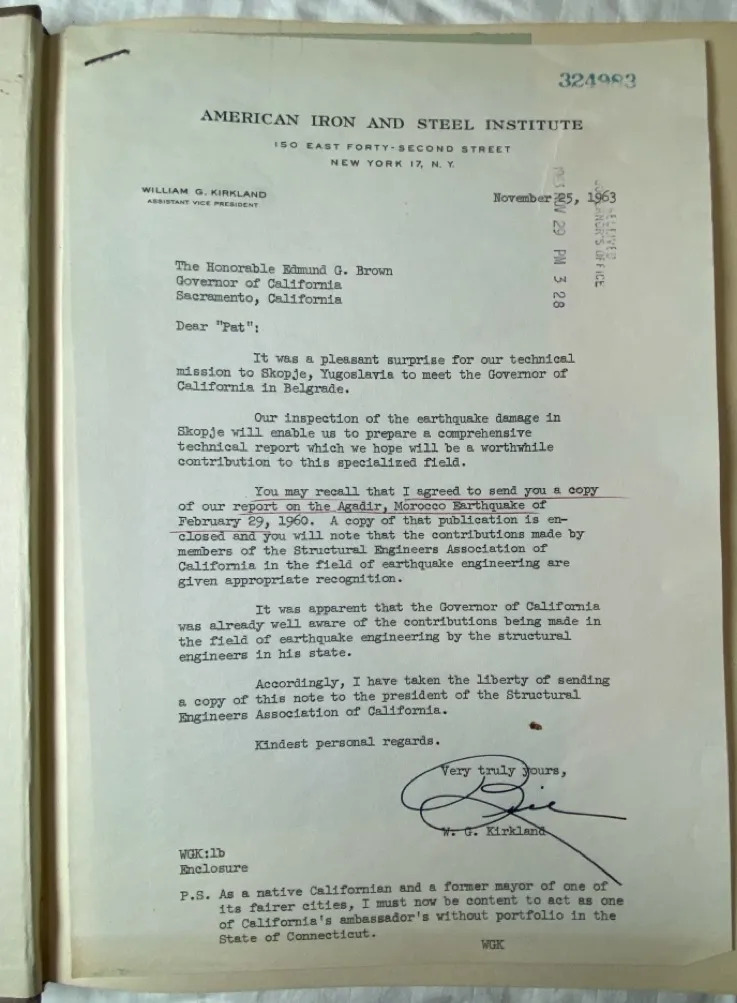 324983
AMERICAN IRON AND STEEL INSTITUTE
150 EAST FORTY-SECOND STREET
NEW YORK 17, N. Y.
WILLIAM G. KIRKLAND
ASSISTANT VICE PRESIDENT
November 25, 1963
RECEIVED
GOVERNOR'S OFFICE
1963 NOV 29 PM 3 28
The Honorable Edmund G. Brown
Governor of California
Sacramento, California
Dear "Pat":
It was a pleasant surprise for our technical
mission to Skopje, Yugoslavia to meet the Governor of
California in Belgrade.
Our inspection of the earthquake damage in
Skopje will enable us to prepare a comprehensive
technical report which we hope will be a worthwhile
contribution to this specialized field.
You may recall that I agreed to send you a copy
of our report on the Agadir, Morocco Earthquake of
February 29, 1960. A copy of that publication is en-
closed and you will note that the contributions made by
members of the Structural Engineers Association of
California in the field of earthquake engineering are
given appropriate recognition.
It was apparent that the Governor of California
was already well aware of the contributions being made in
the field of earthquake engineering by the structural
engineers in his state.
Accordingly, I have taken the liberty of sending
a copy of this note to the president of the Structural
Engineers Association of California.
Kindest personal regards.
Very truly yours,
Bill
W. G. Kirkland
WGK:lb
Enclosure
P.S. As a native Californian and a former mayor of one of
its fairer cities, I must now be content to act as one
of California's ambassador's without portfolio in the
State of Connecticut.
WGK